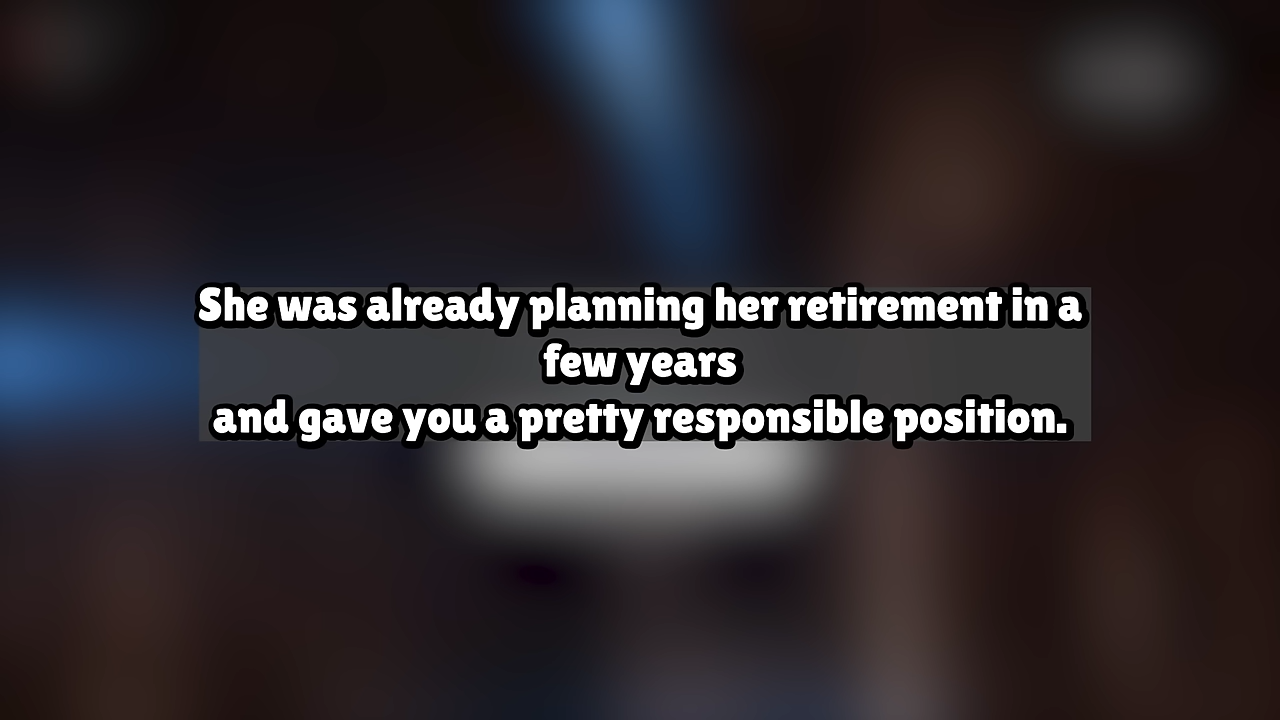 She was already planning her retirement in a
few years
and gave you a pretty responsible position.